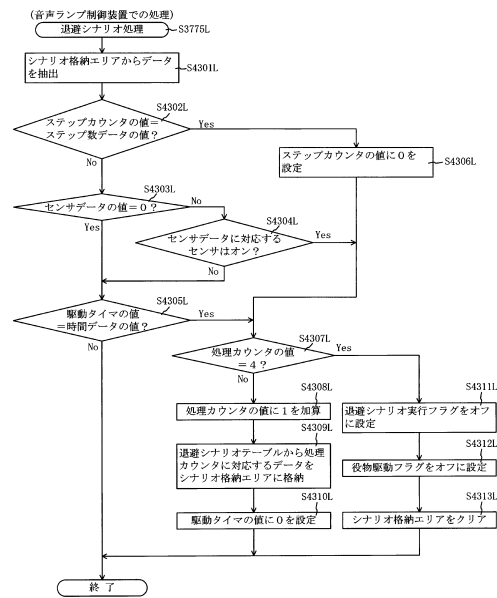 (音声ランプ制御装置での処理)
退避シナリオ処理
S3775L
シナリオ格納エリアからデータ
を抽出
S4301L
S4302L
ステップカウンタの値=
ステップ数データの値?
Yes
No
ステップカウンタの値に0を
設定
S4306L
S4303L
センサデータの値=0?
No
Yes
S4304L
センサデータに対応する
センサはオン?
Yes
No
S4305L
駆動タイマの値
=時間データの値?
Yes
No
S4307L
処理カウンタの値
=4?
Yes
No
S4308L
処理カウンタの値に1を加算
S4309L
退避シナリオテーブルから処理
カウンタに対応するデータを
シナリオ格納エリアに格納
S4310L
駆動タイマの値に0を設定
S4311L
退避シナリオ実行フラグをオフ
に設定
S4312L
役物駆動フラグをオフに設定
S4313L
シナリオ格納エリアをクリア
終了